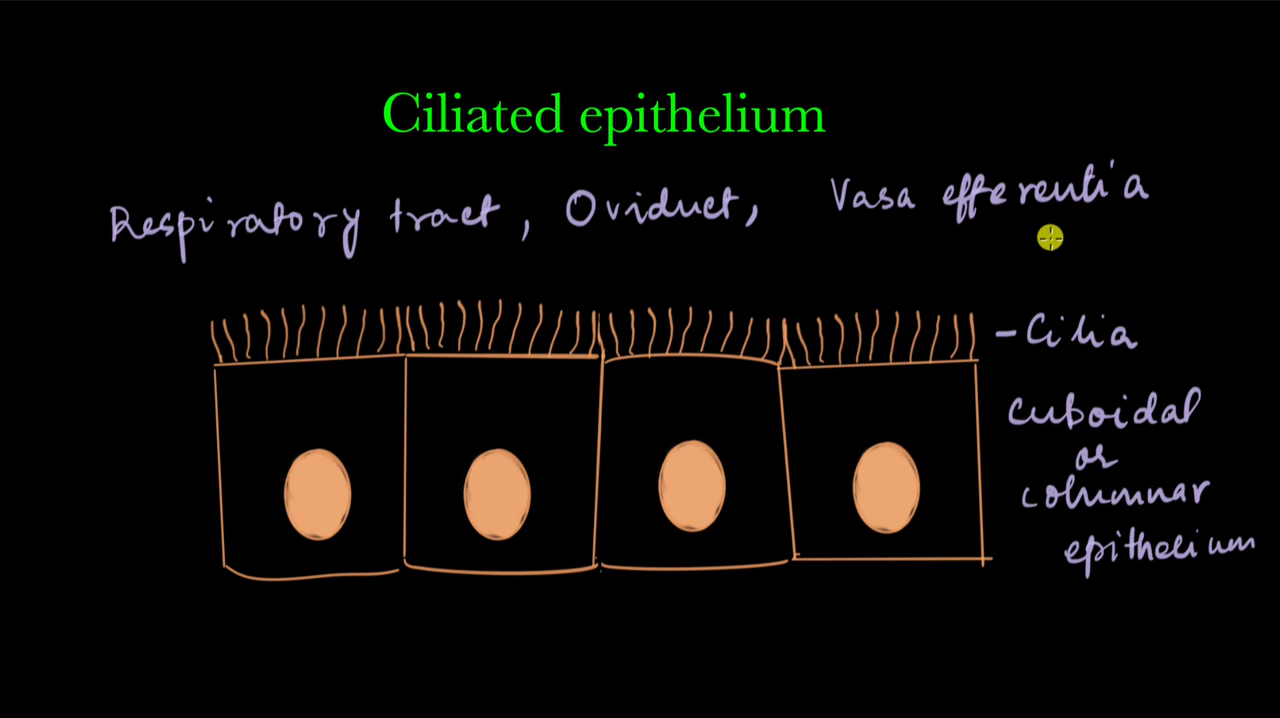 Ciliated epithelium
Respiratory tract, Oviduct, Vasa efferentia
- Cilia
Cuboidal
or
columnar
epithelium